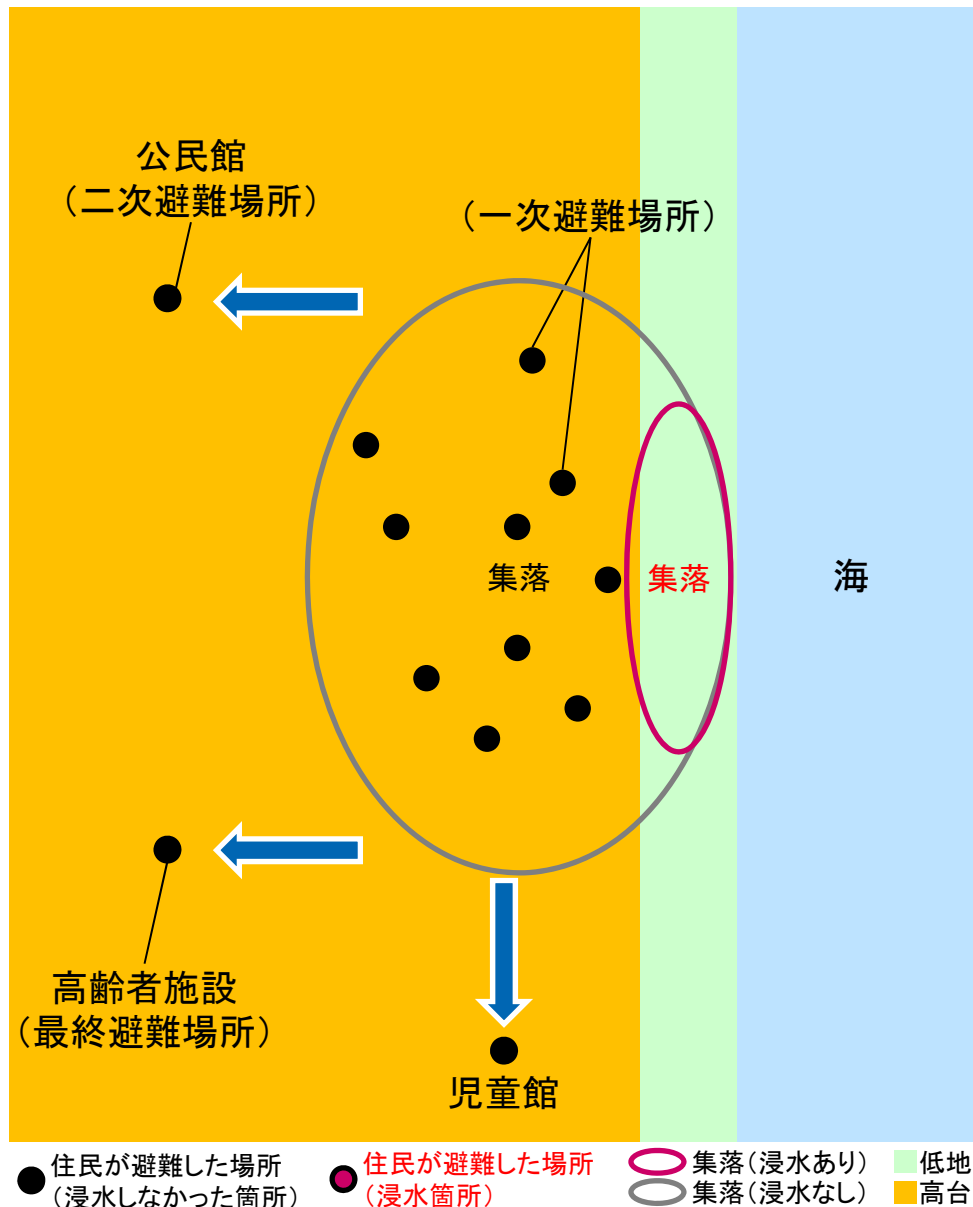 公民館
（二次避難場所）
（一次避難場所）
集落
集落
海
高齢者施設
（最終避難場所）
児童館
住民が避難した場所
（浸水しなかった箇所）
住民が避難した場所
（浸水箇所）
集落（浸水あり）
集落（浸水なし）
低地
高台